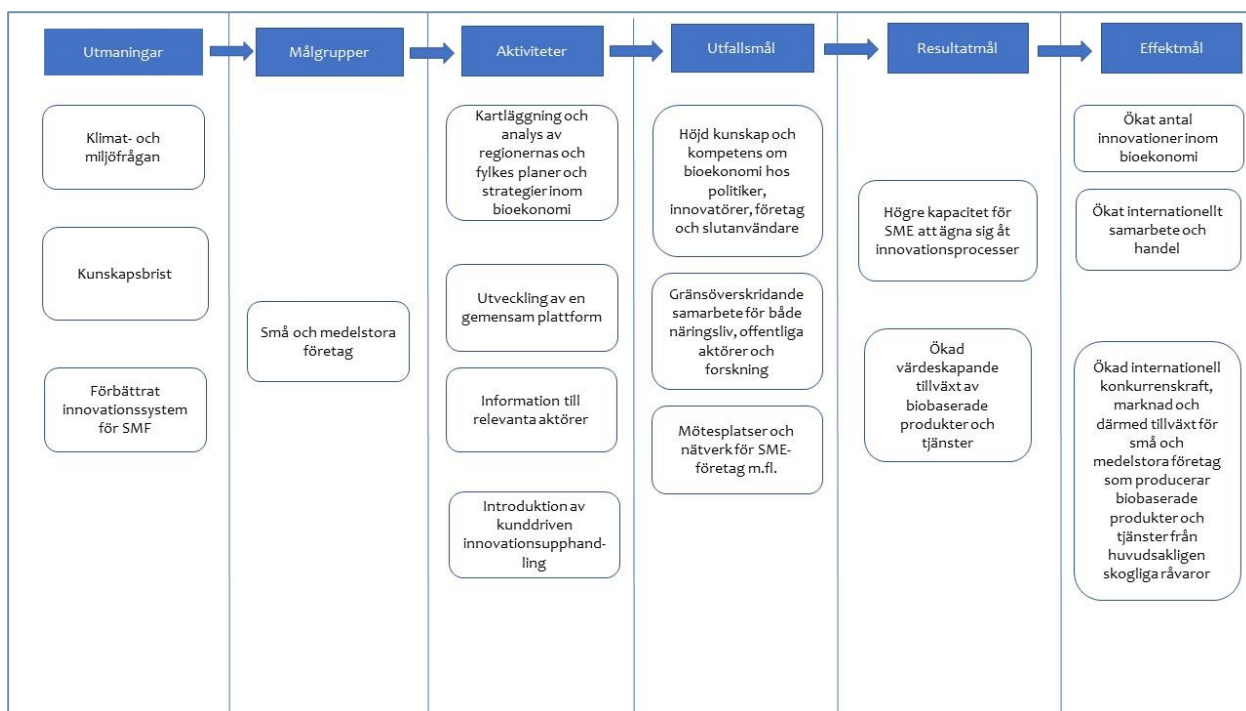 Utmaningar
Målgrupper
Aktiviteter
Utfallsmål
Resultatmål
Effektmål
Klimat- och
miljöfrågan
Kunskapsbrist
Förbättrat
innovationssystem
för SMF
Små och medelstora
företag
Kartläggning och
analys av
regionernas och
fylkes planer och
strategier inom
bioekonomi
Utveckling av en
gemensam plattform
Information till
relevanta aktörer
Introduktion av
kunddriven
innovationsupphand-
ling
Höjd kunskap och
kompetens om
bioekonomi hos
politiker,
innovatörer, företag
och slutanvändare
Gränsöverskridande
samarbete för både
näringsliv, offentliga
aktörer och
forskning
Mötesplatser och
nätverk för SME-
företag m.fl.
Högre kapacitet för
SME att ägna sig åt
innovationsprocesser
Ökad
värdeskapande
tillväxt av
biobaserade
produkter och
tjänster
Ökat antal
innovationer inom
bioekonomi
Ökat internationellt
samarbete och
handel
Ökad internationell
konkurrenskraft,
marknad och
därmed tillväxt för
små och
medelstora företag
som producerar
biobaserade
produkter och
tjänster från
huvudsakligen
skogliga råvaror